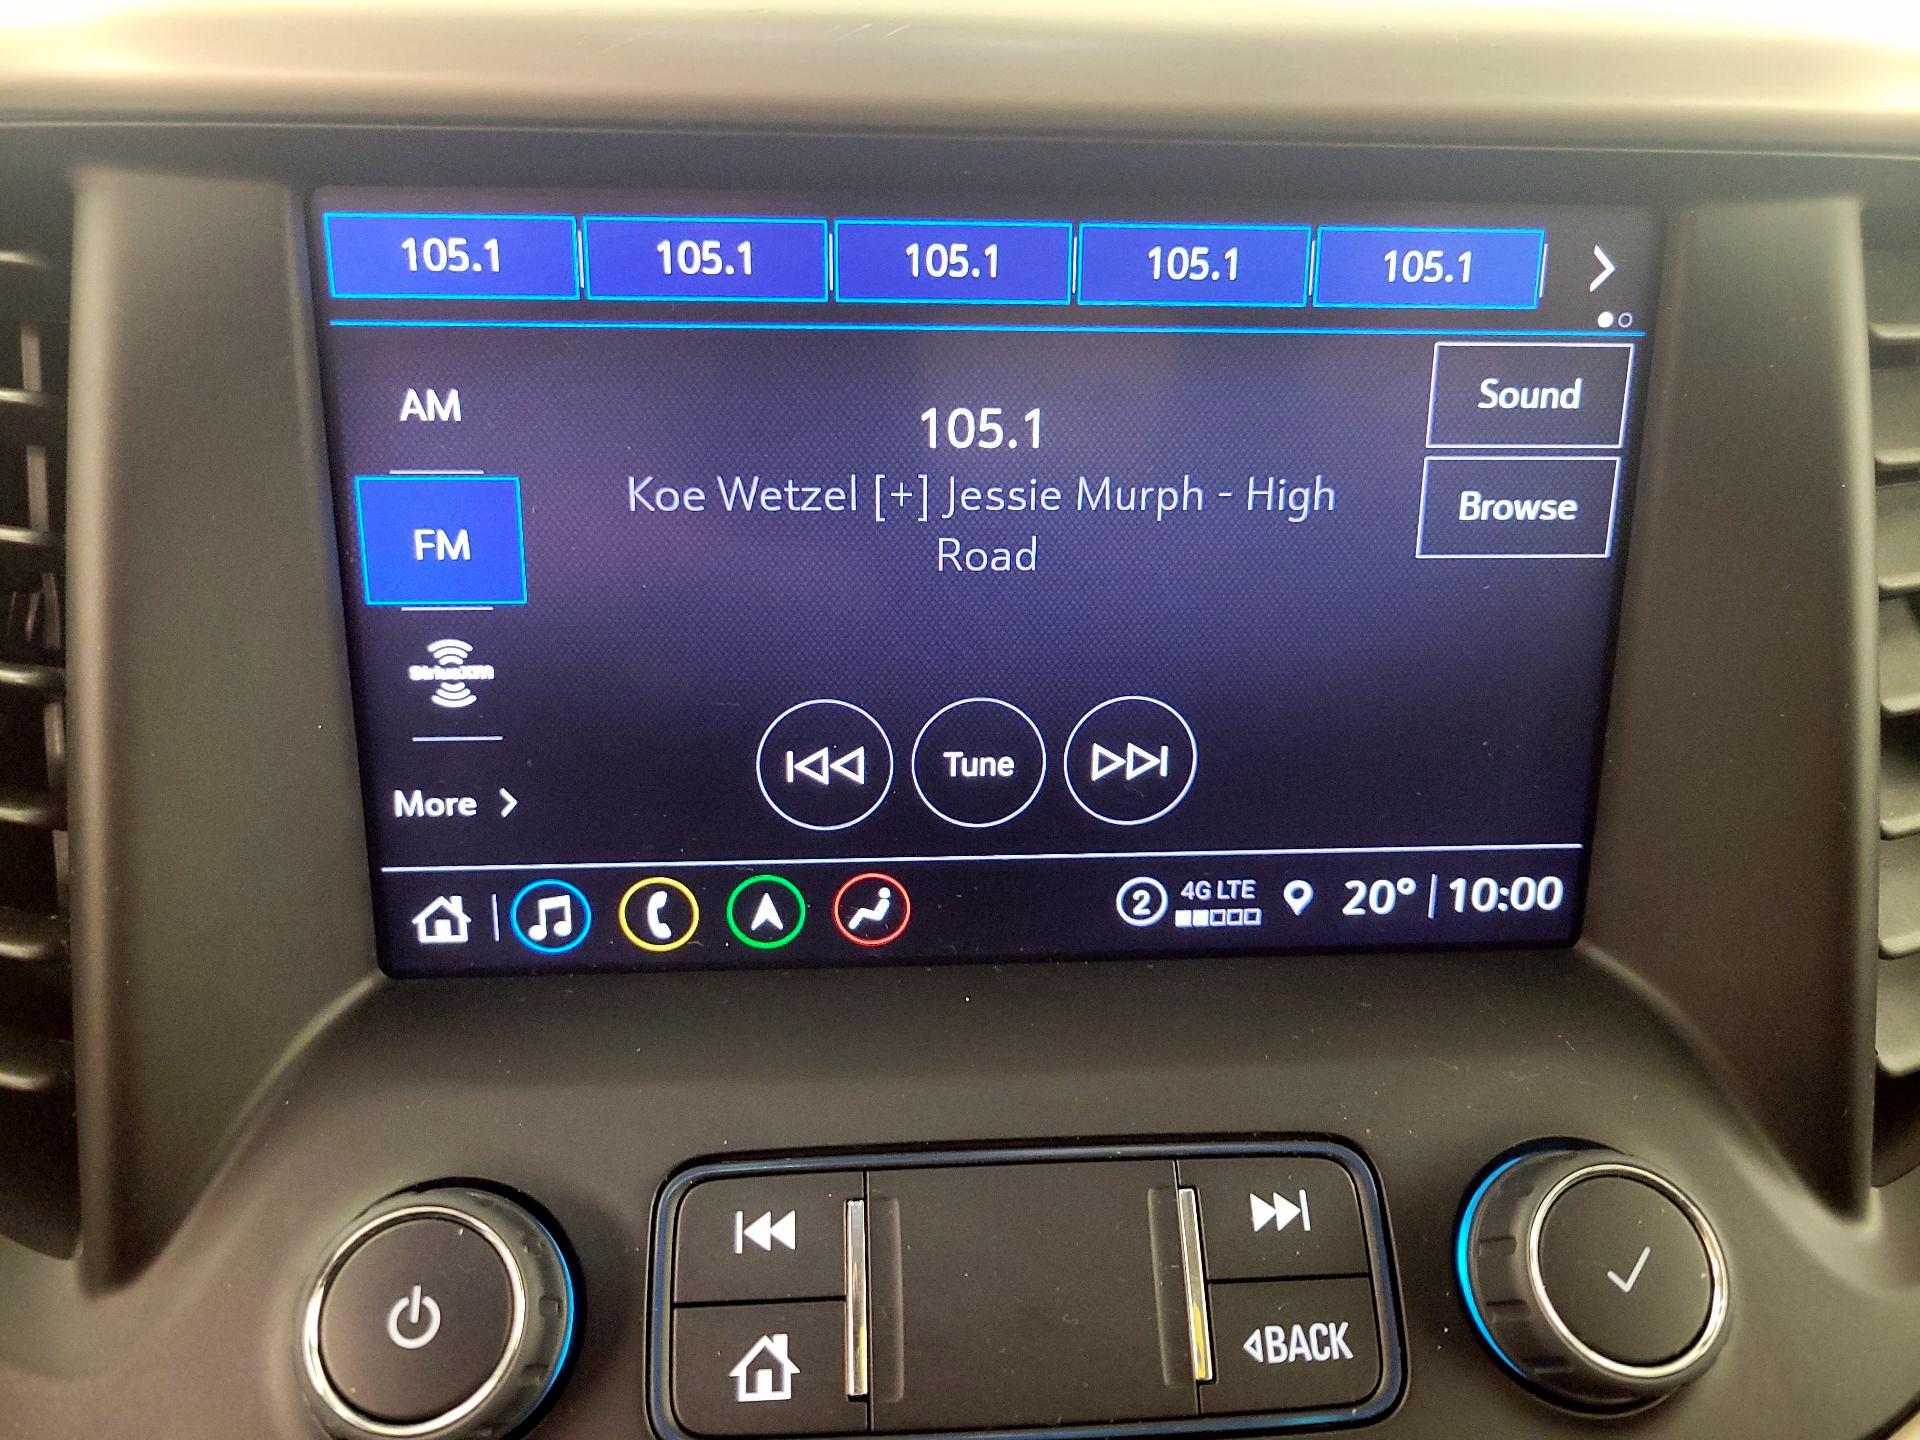 105.1 105.1 105.1 105.1 105.1
AM
105.1
Sound
Koe Wetzel [+] Jessie Murph - High
Road
Browse
FM
SiriusXM
Tune
More
2 4G LTE 20° 10:00
BACK